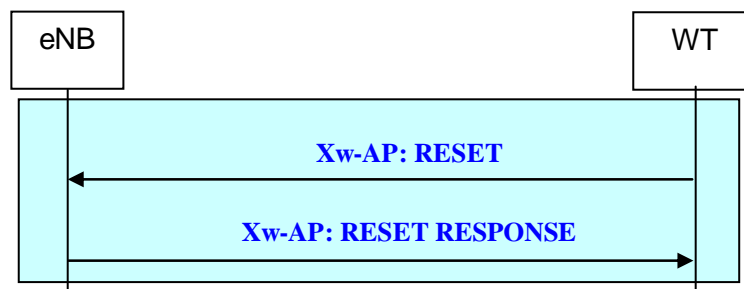 eNB
WT
Xw-AP: RESET
Xw-AP: RESET RESPONSE